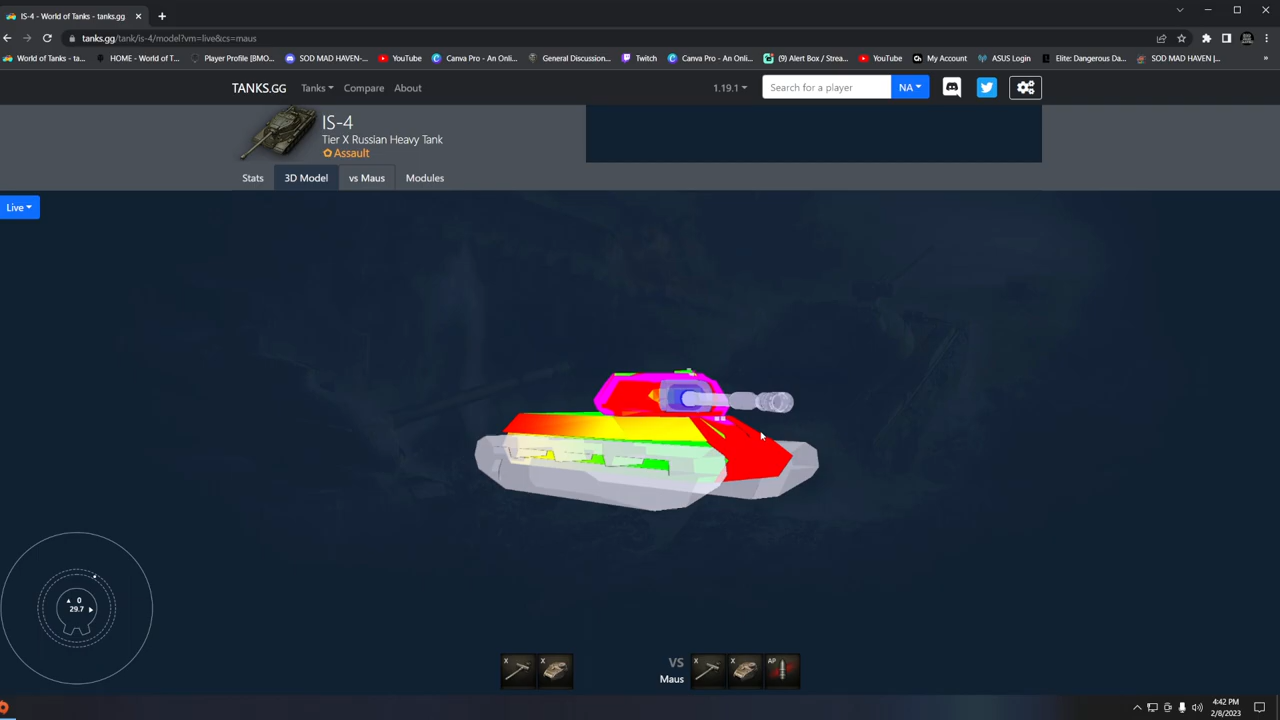 IS-4 - World of Tanks - tanks.gg
tanks.gg/tank/is-4/model?vm=live&cs=maus
World of Tanks - ta...
HOME - World of T...
Player Profile [BMO...
SOD MAD HAVEN-...
YouTube
Canva Pro - An Onli...
General Discussion...
Twitch
Canva Pro - An Onli...
(9) Alert Box / Strea...
YouTube
My Account
ASUS Login
Elite: Dangerous Da...
SOD MAD HAVEN |...
»
TANKS.GG
Tanks
Compare
About
1.19.1
Search for a player
NA
IS-4
Tier X Russian Heavy Tank
Assault
Stats
3D Model
vs Maus
Modules
Live
0
29.7
X
X
VS
Maus
X
X
AP
4:42 PM
2/8/2023